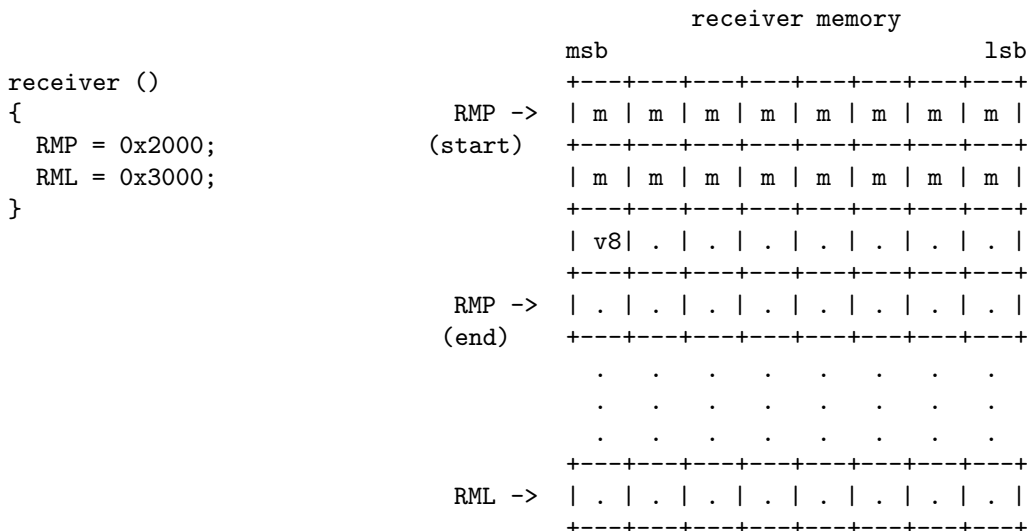 receiver memory
                                          msb                         lsb
receiver ()                               +---+---+---+---+---+---+---+---+
{                                 RMP ->  | m | m | m | m | m | m | m | m |
  RMP = 0x2000;                 (start)   +---+---+---+---+---+---+---+---+
  RML = 0x3000;                           | m | m | m | m | m | m | m | m |
}                                         +---+---+---+---+---+---+---+---+
                                          | v8| . | . | . | . | . | . | . |
                                          +---+---+---+---+---+---+---+---+
                                  RMP ->  | . | . | . | . | . | . | . | . |
                                 (end)    +---+---+---+---+---+---+---+---+
                                            .   .   .   .   .   .   .   .
                                            .   .   .   .   .   .   .   .
                                            .   .   .   .   .   .   .   .
                                          +---+---+---+---+---+---+---+---+
                                  RML ->  | . | . | . | . | . | . | . | . |
                                          +---+---+---+---+---+---+---+---+